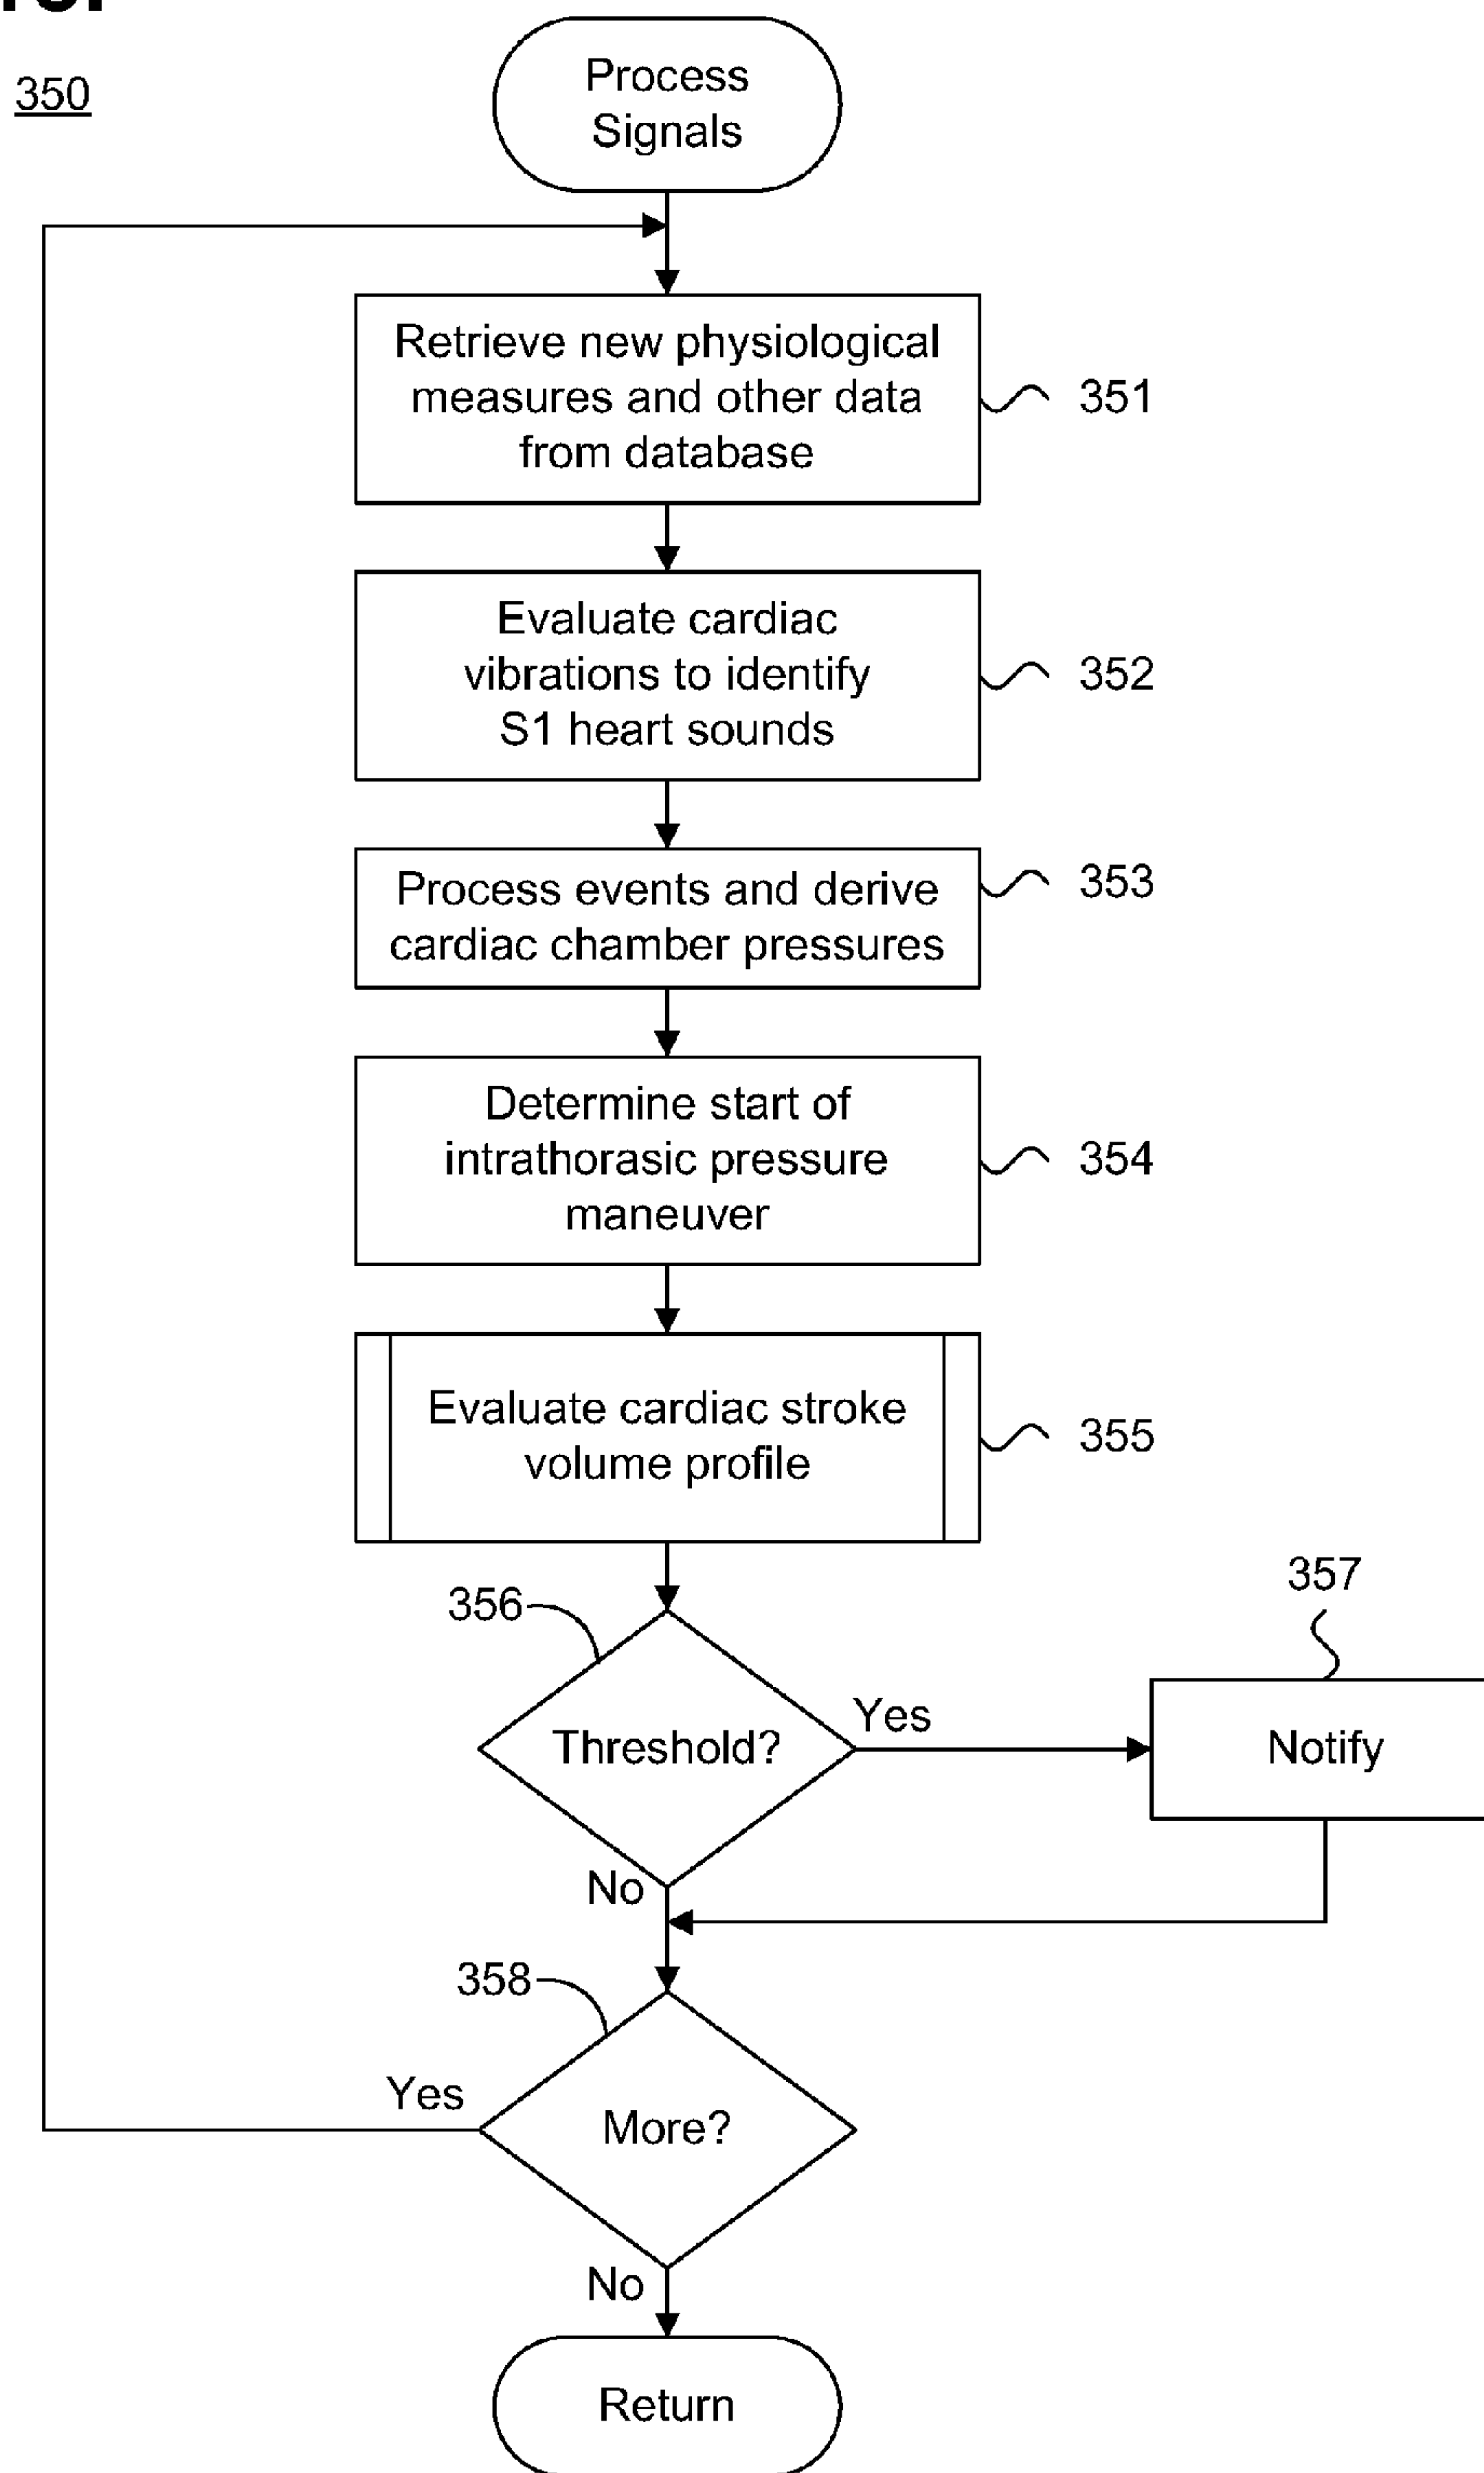 350
Process
Signals
Retrieve new physiological
measures and other data
from database
351
Evaluate cardiac
vibrations to identify
S1 heart sounds
352
Process events and derive
cardiac chamber pressures
353
Determine start of
intrathorasic pressure
maneuver
354
Evaluate cardiac stroke
volume profile
355
356
Threshold?
Yes
357
Notify
No
358
More?
Yes
No
Return